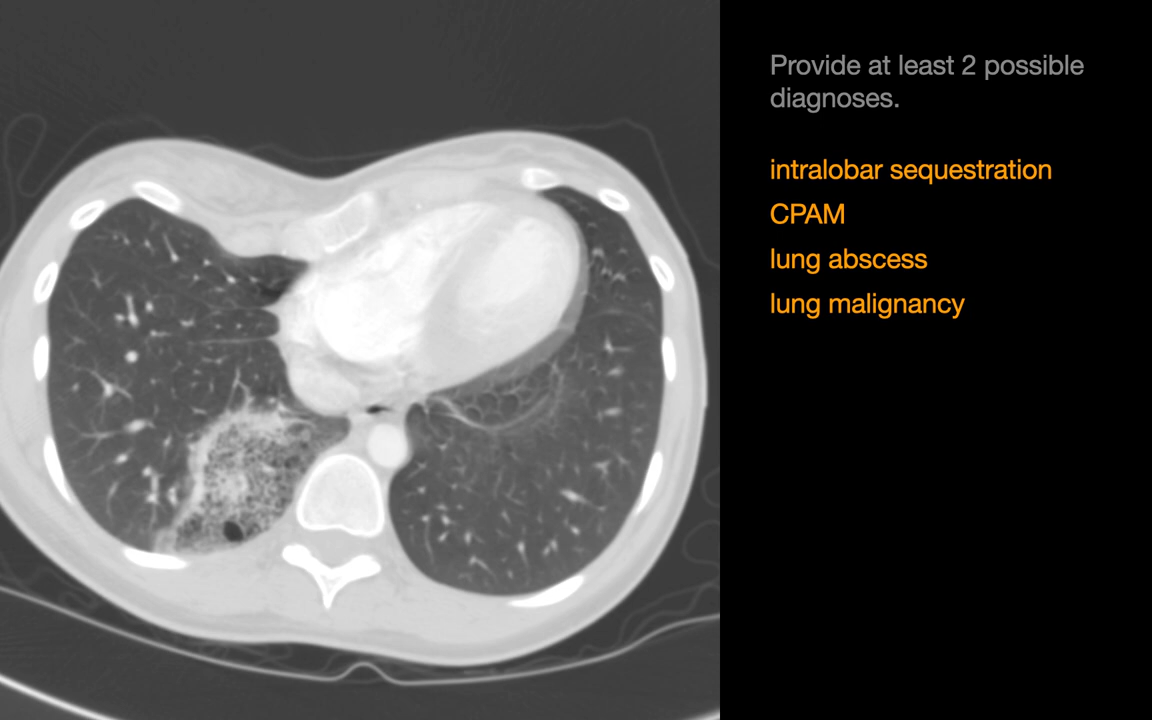 Provide at least 2 possible
diagnoses.
intralobar sequestration
CPAM
lung abscess
lung malignancy